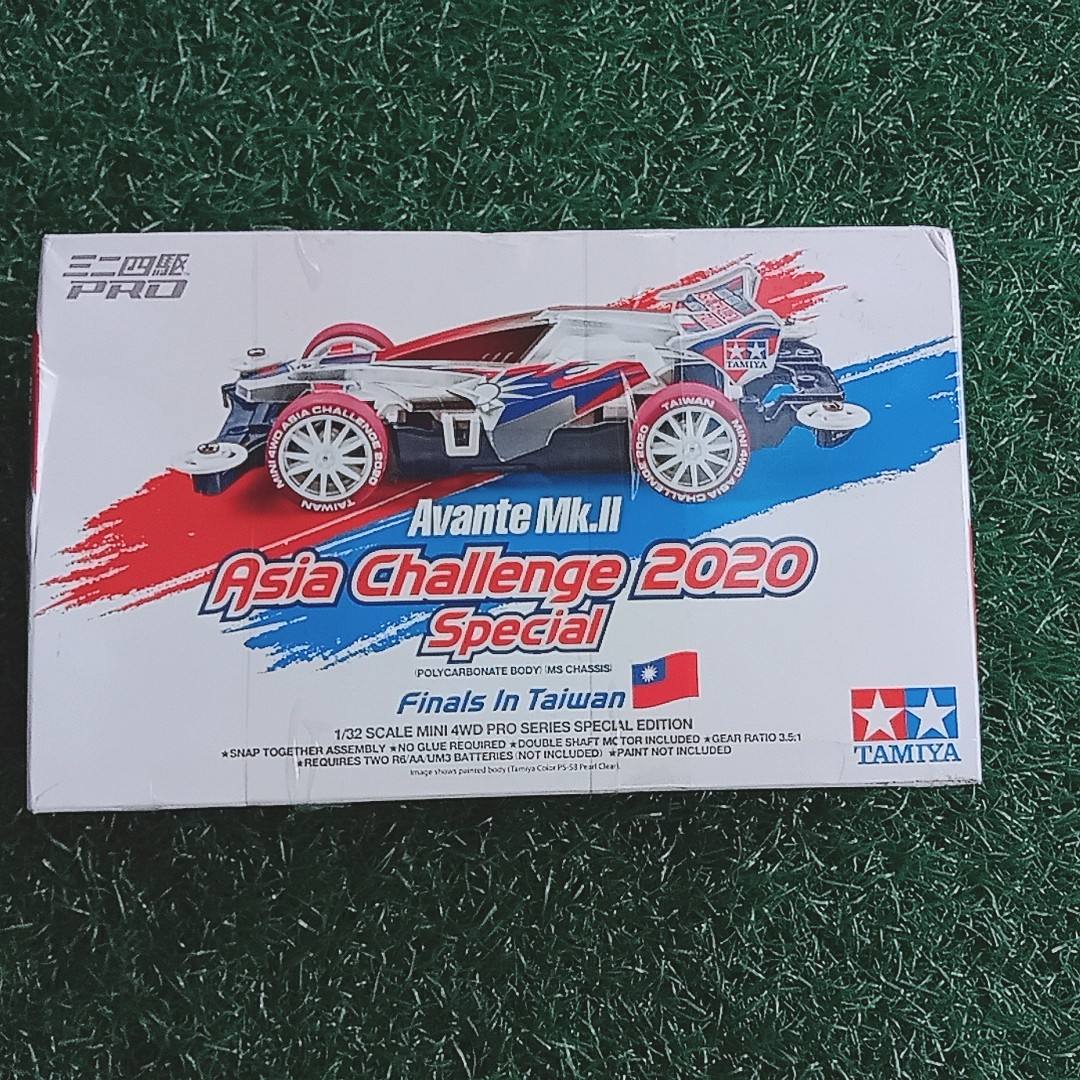 ミニ四駆
PRO
TAMIYA
MINI 4WD ASIA CHALLENGE 2020
TAIWAN
TAIWAN
MINI 4WD ASIA CHALLENGE 2020
Avante Mk.II
Asia Challenge 2020
Special
(POLYCARBONATE BODY) (MS CHASSIS)
Finals In Taiwan
1/32 SCALE MINI 4WD PRO SERIES SPECIAL EDITION
★SNAP TOGETHER ASSEMBLY ★NO GLUE REQUIRED ★DOUBLE SHAFT MOTOR INCLUDED ★GEAR RATIO 3.5:1
★REQUIRES TWO R6/AA/UM3 BATTERIES (NOT INCLUDED) ★PAINT NOT INCLUDED
Image shows painted body (Tamiya Color PS-58 Pearl Clear).
TAMIYA